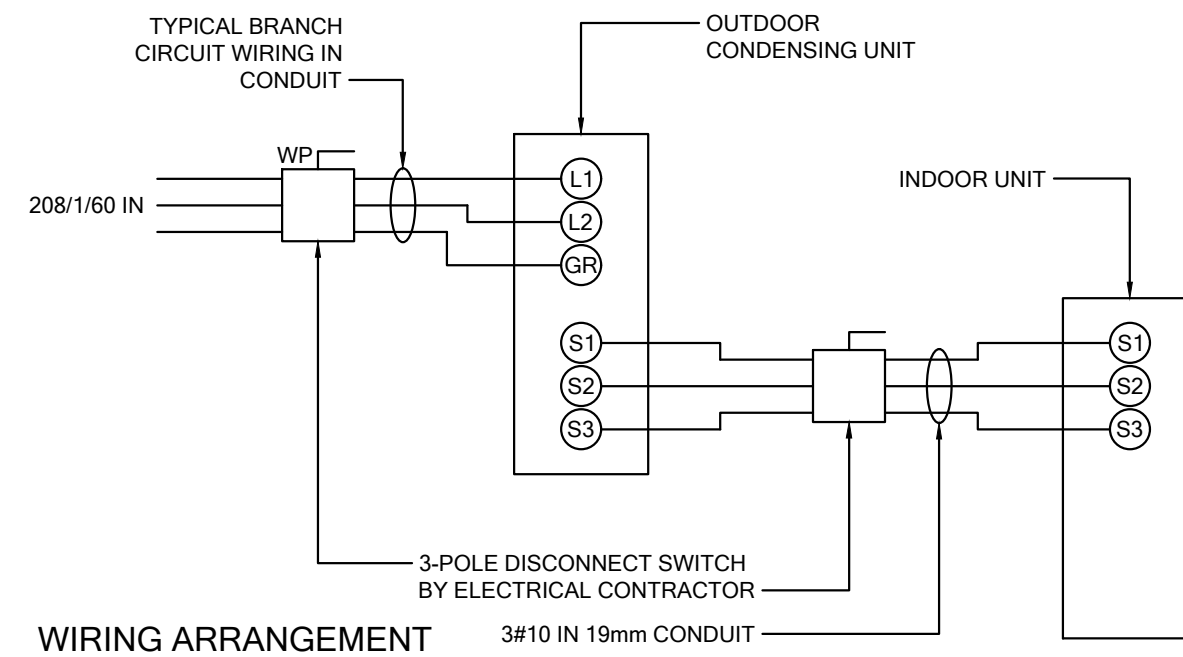 TYPICAL BRANCH
CIRCUIT WIRING IN
CONDUIT
OUTDOOR
CONDENSING UNIT
WP
208/1/60 IN
L1
L2
GR
S1
S2
S3
INDOOR UNIT
S1
S2
S3
3-POLE DISCONNECT SWITCH
BY ELECTRICAL CONTRACTOR
3#10 IN 19mm CONDUIT
WIRING ARRANGEMENT